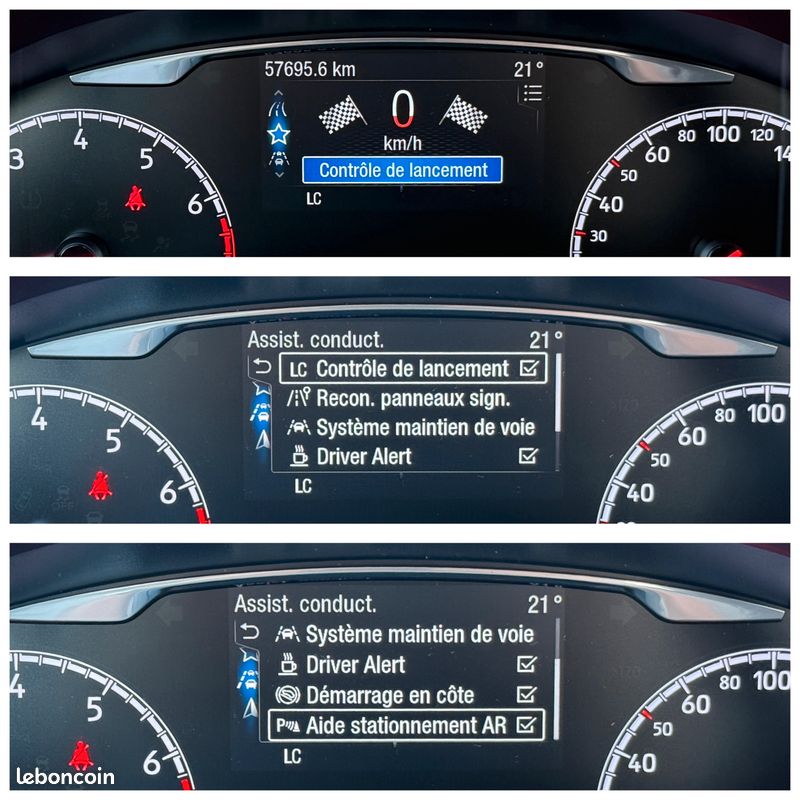 57695.6 km 21°
0
km/h
Contrôle de lancement
LC
3 4 5 6
30 40 50 60 80 100 120 14
Assist. conduct. 21°
LC Contrôle de lancement
Recon. panneaux sign.
Système maintien de voie
Driver Alert
LC
4 5 6
40 50 60 80 100
OFF
Assist. conduct. 21°
Système maintien de voie
Driver Alert
Démarrage en côte
P Aide stationnement AR
LC
4 5 6
40 50 60 80 100
leboncoin